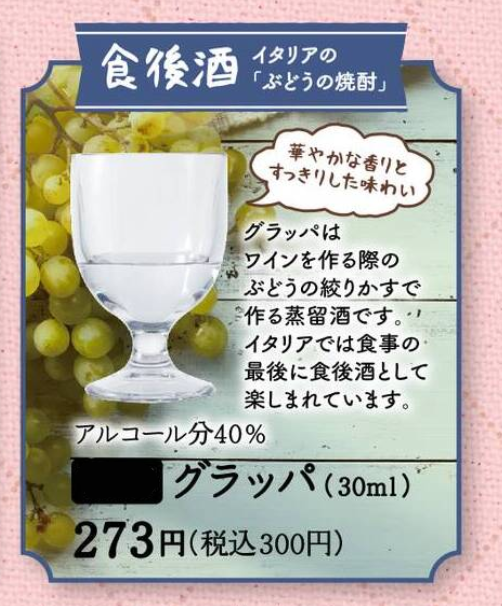 食後酒
イタリアの
「ぶどうの焼酎」
華やかな香りと
すっきりした味わい
グラッパは
ワインを作る際の
ぶどうの絞りかすで
作る蒸留酒です。
イタリアでは食事の
最後に食後酒として
楽しまれています。
アルコール分40%
グラッパ(30ml)
273円(税込300円)